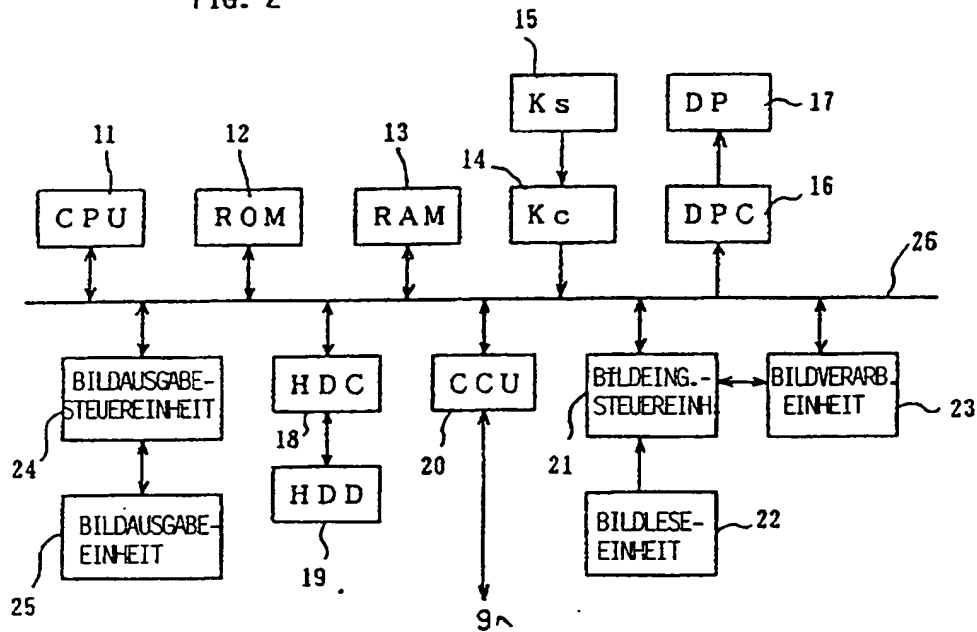 FIG. 2
15
Ks
DP
17
11
12
13
14
CPU
ROM
RAM
Kc
DPC
16
26
BILDAUSGABE-
STEUEREINHEIT
HDC
CCU
BILDEING.-
STEUEREINH.
BILDVERARB.
EINHEIT
24
18
20
21
23
BILDAUSGABE-
EINHEIT
HDD
BILDLESE-
EINHEIT
22
25
19
9